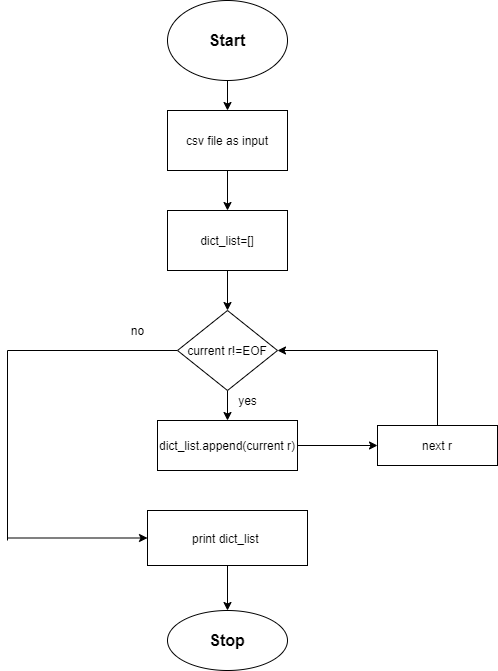 Start
csv file as input
dict_list=[]
no
current r!=EOF
yes
dict_list.append(current r)
next r
print dict_list
Stop